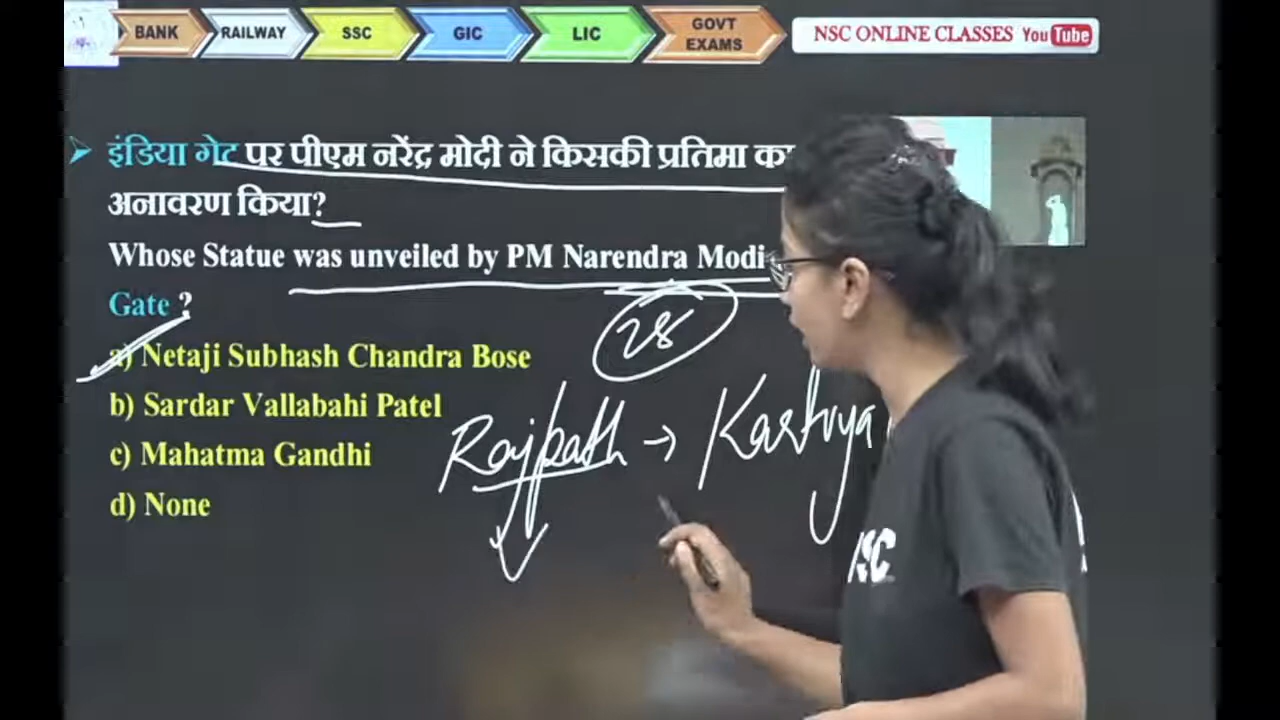 BANK
RAILWAY
SSC
GIC
LIC
GOVT
EXAMS
NSC ONLINE CLASSES YouTube
इंडिया गेट पर पीएम नरेंद्र मोदी ने किसकी प्रतिमा का
अनावरण किया?
Whose Statue was unveiled by PM Narendra Modi
Gate ?
28
a) Netaji Subhash Chandra Bose
b) Sardar Vallabahi Patel
Rajpath → Kartvya
c) Mahatma Gandhi
d) None
NSC